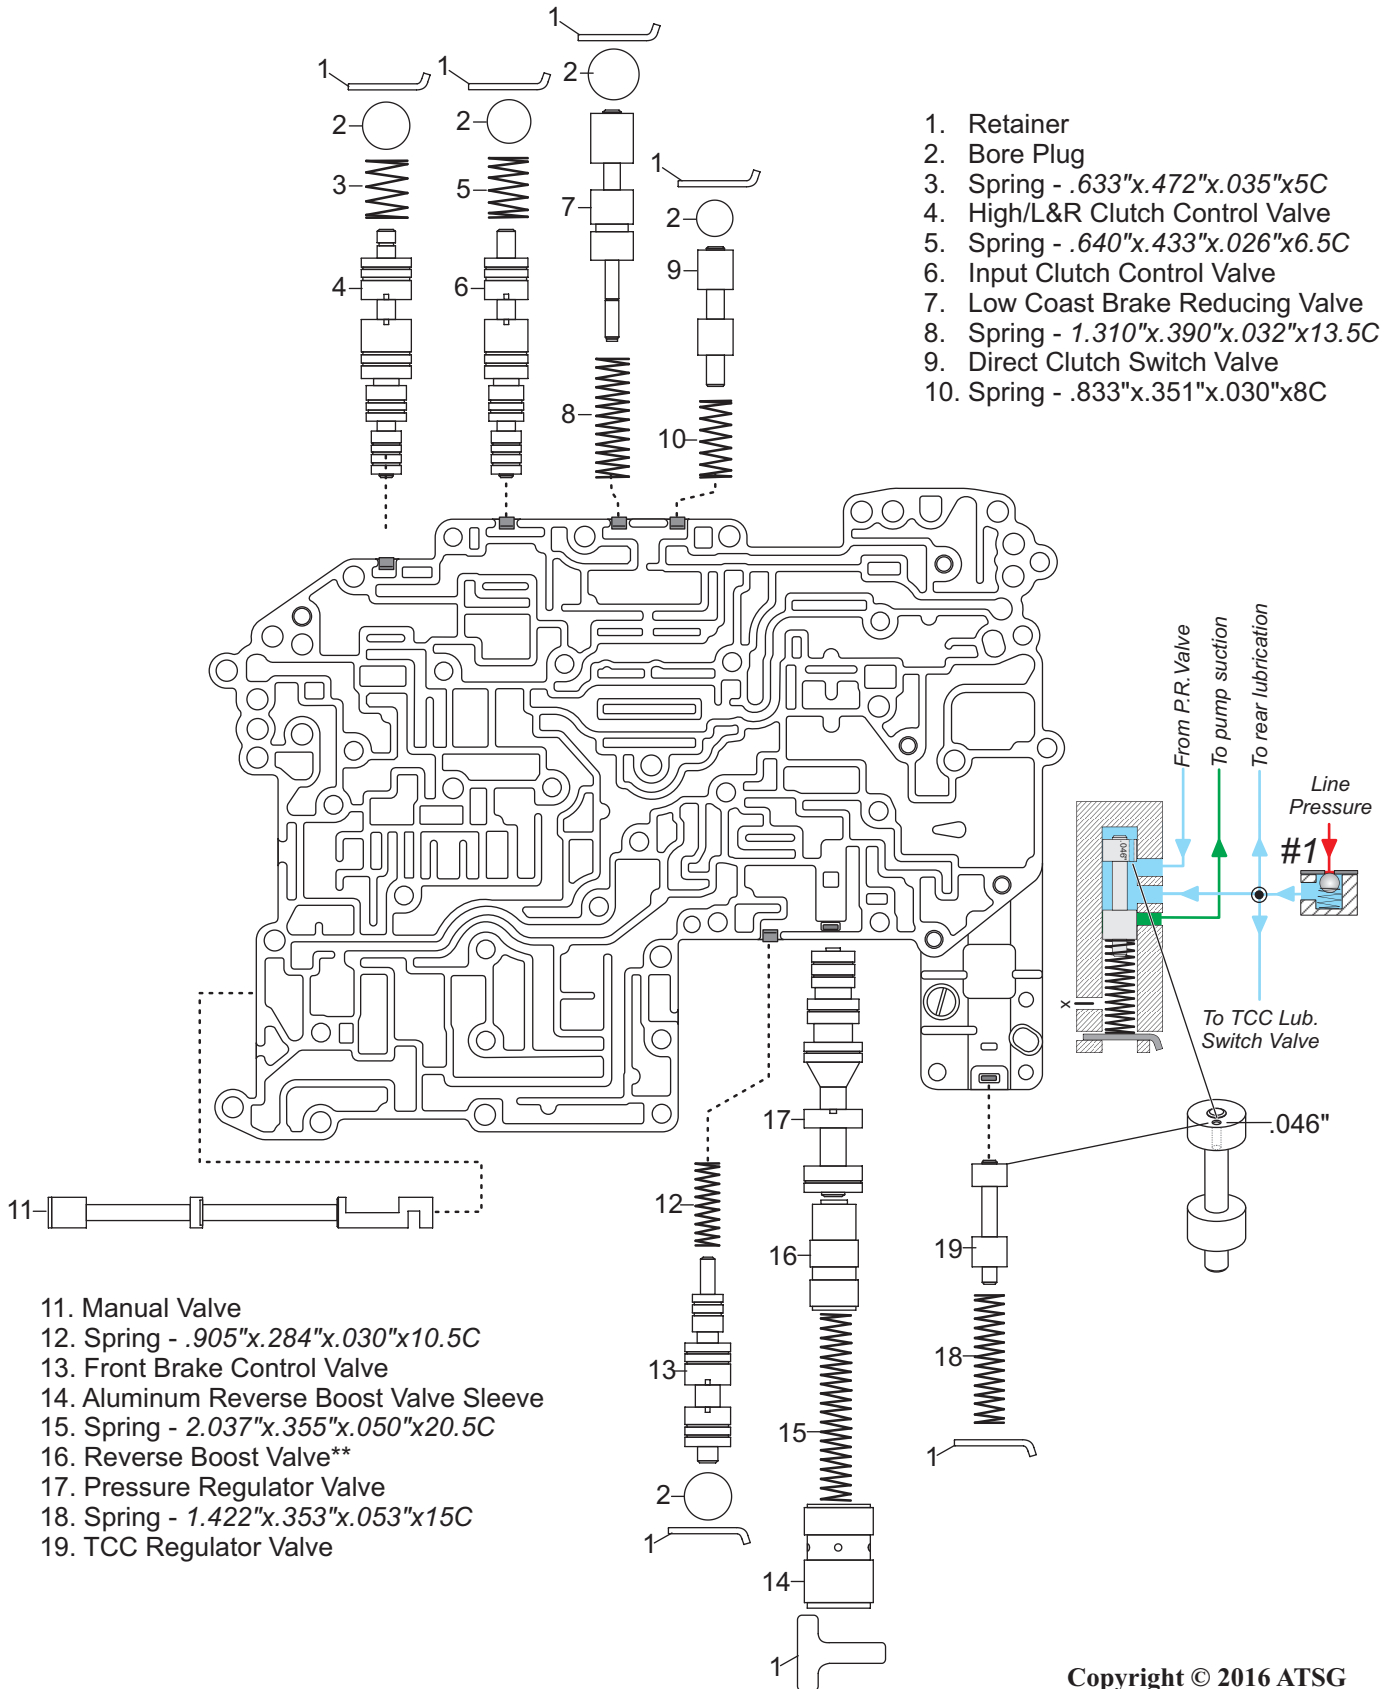 1
1
1
2
2
2
3
5
7
1
2
9
4
6
8
10
1. Retainer
2. Bore Plug
3. Spring - .633"x.472"x.035"x5C
4. High/L&R Clutch Control Valve
5. Spring - .640"x.433"x.026"x6.5C
6. Input Clutch Control Valve
7. Low Coast Brake Reducing Valve
8. Spring - 1.310"x.390"x.032"x13.5C
9. Direct Clutch Switch Valve
10. Spring - .833"x.351"x.030"x8C
From P.R.Valve
To pump suction
To rear lubrication
Line
Pressure
#1
.046"
x
To TCC Lub.
Switch Valve
.046"
17
11
12
16
19
13
18
15
1
2
1
14
1
11. Manual Valve
12. Spring - .905"x.284"x.030"x10.5C
13. Front Brake Control Valve
14. Aluminum Reverse Boost Valve Sleeve
15. Spring - 2.037"x.355"x.050"x20.5C
16. Reverse Boost Valve**
17. Pressure Regulator Valve
18. Spring - 1.422"x.353"x.053"x15C
19. TCC Regulator Valve
Copyright © 2016 ATSG